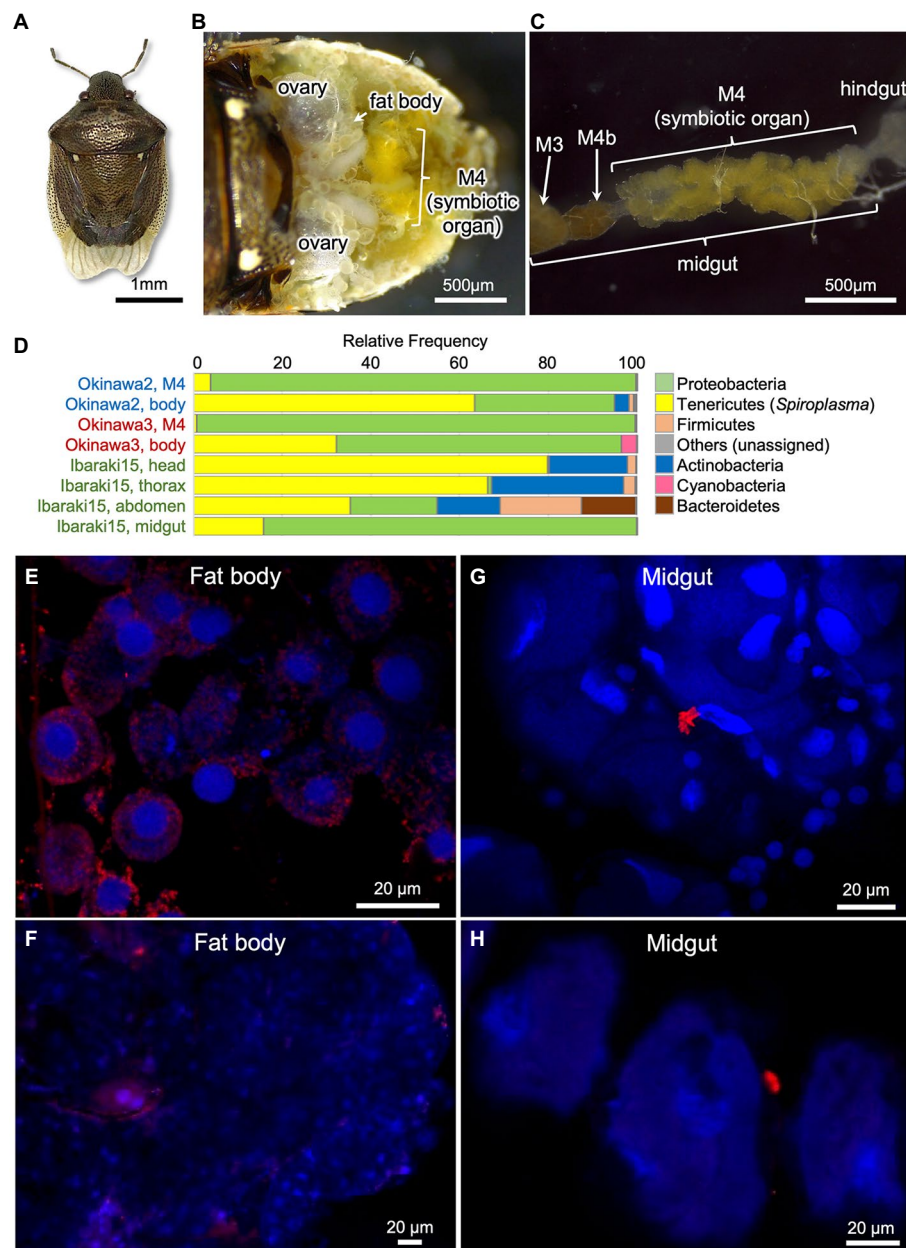 A
1mm
B
ovary
fat body
M4
(symbiotic
organ)
ovary
500μm
C
hindgut
M4
(symbiotic organ)
M3
M4b
midgut
500μm
D
Relative Frequency
0 20 40 60 80 100
Okinawa2, M4
Okinawa2, body
Okinawa3, M4
Okinawa3, body
Ibaraki15, head
Ibaraki15, thorax
Ibaraki15, abdomen
Ibaraki15, midgut
Proteobacteria
Tenericutes (Spiroplasma)
Firmicutes
Others (unassigned)
Actinobacteria
Cyanobacteria
Bacteroidetes
E
Fat body
20 μm
G
Midgut
20 μm
F
Fat body
20 μm
H
Midgut
20 μm